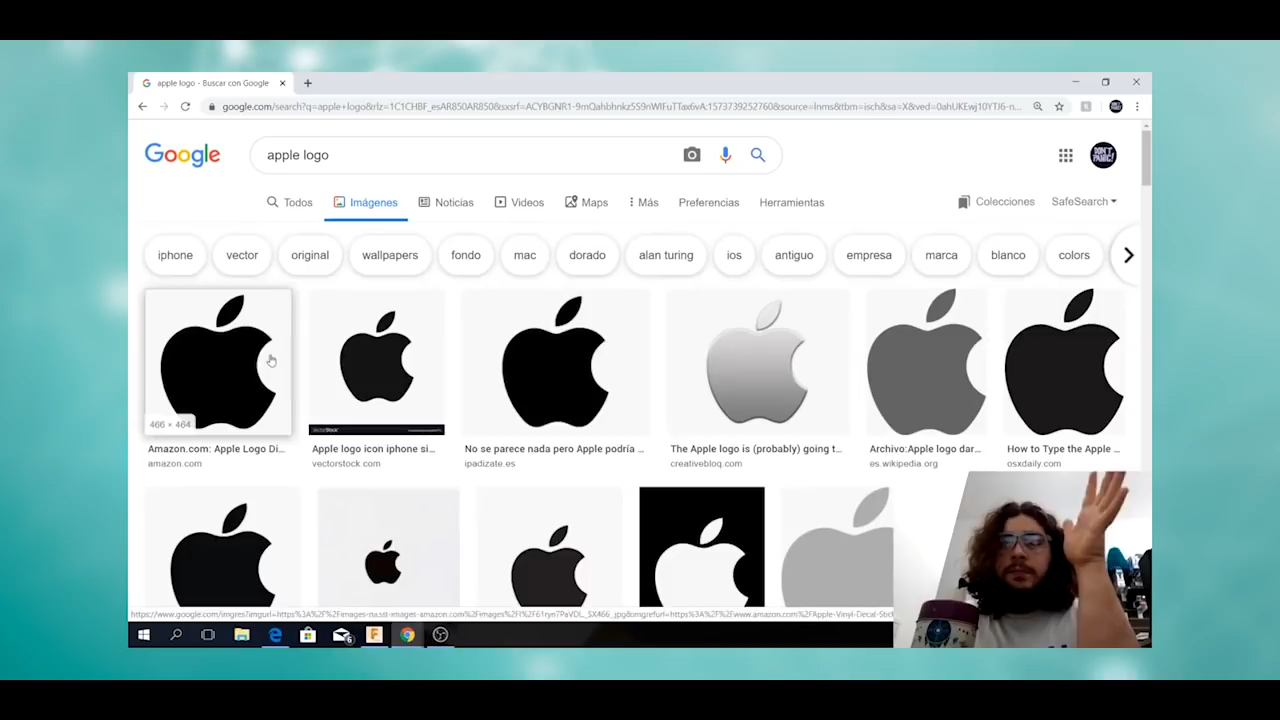 apple logo - Buscar con Google
google.com/search?q=apple+logo&rlz=1C1CHBF_esAR850AR850&sxsrf=ACYBGNR1-9mQahbhnkz5S9nWIFuTTax6vA:1573739252760&source=lnms&tbm=isch&sa=X&ved=0ahUKEwj10YTJ6-n...
Google
apple logo
DON'T PANIC!
Todos Imágenes Noticias Videos Maps Más Preferencias Herramientas Colecciones SafeSearch
iphone vector original wallpapers fondo mac dorado alan turing ios antiguo empresa marca blanco colors
466 × 464
VectorStock
Amazon.com: Apple Logo Di... Apple logo icon iphone si... No se parece nada pero Apple podría ... The Apple logo is (probably) going t... Archivo:Apple logo dar... How to Type the Apple ...
amazon.com vectorstock.com ipadizate.es creativebloq.com es.wikipedia.org osxdaily.com
6